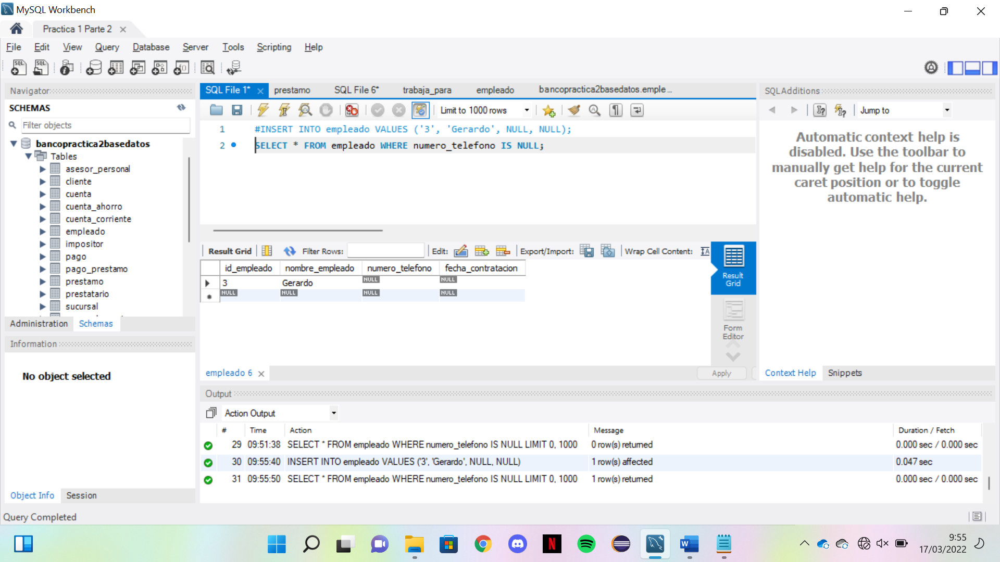 MySQL Workbench
Practica 1 Parte 2
File Edit View Query Database Server Tools Scripting Help
Navigator
SCHEMAS
Filter objects
bancopractica2basedatos
Tables
asesor_personal
cliente
cuenta
cuenta_ahorro
cuenta_corriente
empleado
impositor
pago
pago_prestamo
prestamo
prestatario
sucursal
Administration Schemas
Information
No object selected
Object Info Session
SQL File 1* prestamo SQL File 6* trabaja_para empleado bancopractica2basedatos.emple...
Limit to 1000 rows
1 #INSERT INTO empleado VALUES ('3', 'Gerardo', NULL, NULL);
2 SELECT * FROM empleado WHERE numero_telefono IS NULL;
Result Grid Filter Rows: Edit: Export/Import: Wrap Cell Content:
id_empleado nombre_empleado numero_telefono fecha_contratacion
3 Gerardo NULL NULL
NULL NULL NULL NULL
Result
Grid
Form
Editor
empleado 6
Apply
SQLAdditions
Jump to
Automatic context help is
disabled. Use the toolbar to
manually get help for the current
caret position or to toggle
automatic help.
Context Help Snippets
Output
Action Output
# Time Action Message Duration / Fetch
29 09:51:38 SELECT * FROM empleado WHERE numero_telefono IS NULL LIMIT 0, 1000 0 row(s) returned 0.000 sec / 0.000 sec
30 09:55:40 INSERT INTO empleado VALUES ('3', 'Gerardo', NULL, NULL) 1 row(s) affected 0.047 sec
31 09:55:50 SELECT * FROM empleado WHERE numero_telefono IS NULL LIMIT 0, 1000 1 row(s) returned 0.000 sec / 0.000 sec
Query Completed
9:55
17/03/2022